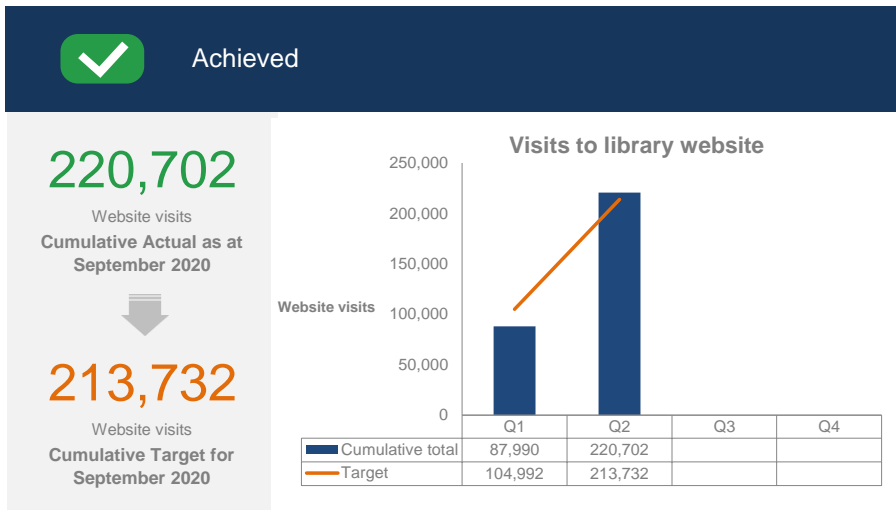 Achieved
220,702
Website visits
Cumulative Actual as at
September 2020
213,732
Website visits
Cumulative Target for
September 2020
Visits to library website
Website visits
250,000
200,000
150,000
100,000
50,000
0
Q1 Q2 Q3 Q4
Cumulative total 87,990 220,702
Target 104,992 213,732